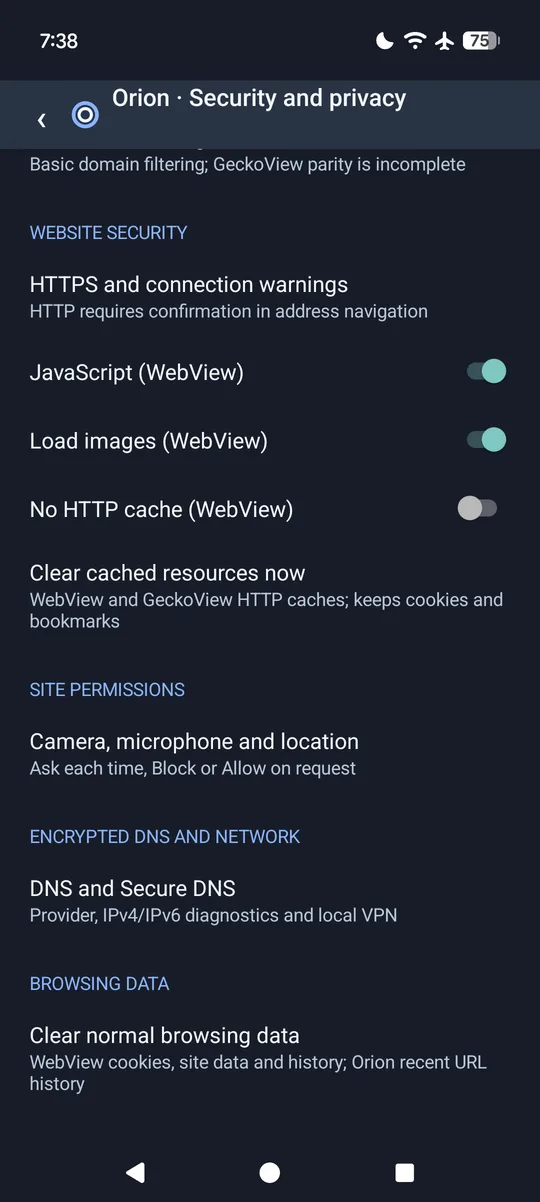 7:38
75
Orion · Security and privacy
Basic domain filtering; GeckoView parity is incomplete
WEBSITE SECURITY
HTTPS and connection warnings
HTTP requires confirmation in address navigation
JavaScript (WebView)
Load images (WebView)
No HTTP cache (WebView)
Clear cached resources now
WebView and GeckoView HTTP caches; keeps cookies and
bookmarks
SITE PERMISSIONS
Camera, microphone and location
Ask each time, Block or Allow on request
ENCRYPTED DNS AND NETWORK
DNS and Secure DNS
Provider, IPv4/IPv6 diagnostics and local VPN
BROWSING DATA
Clear normal browsing data
WebView cookies, site data and history; Orion recent URL
history